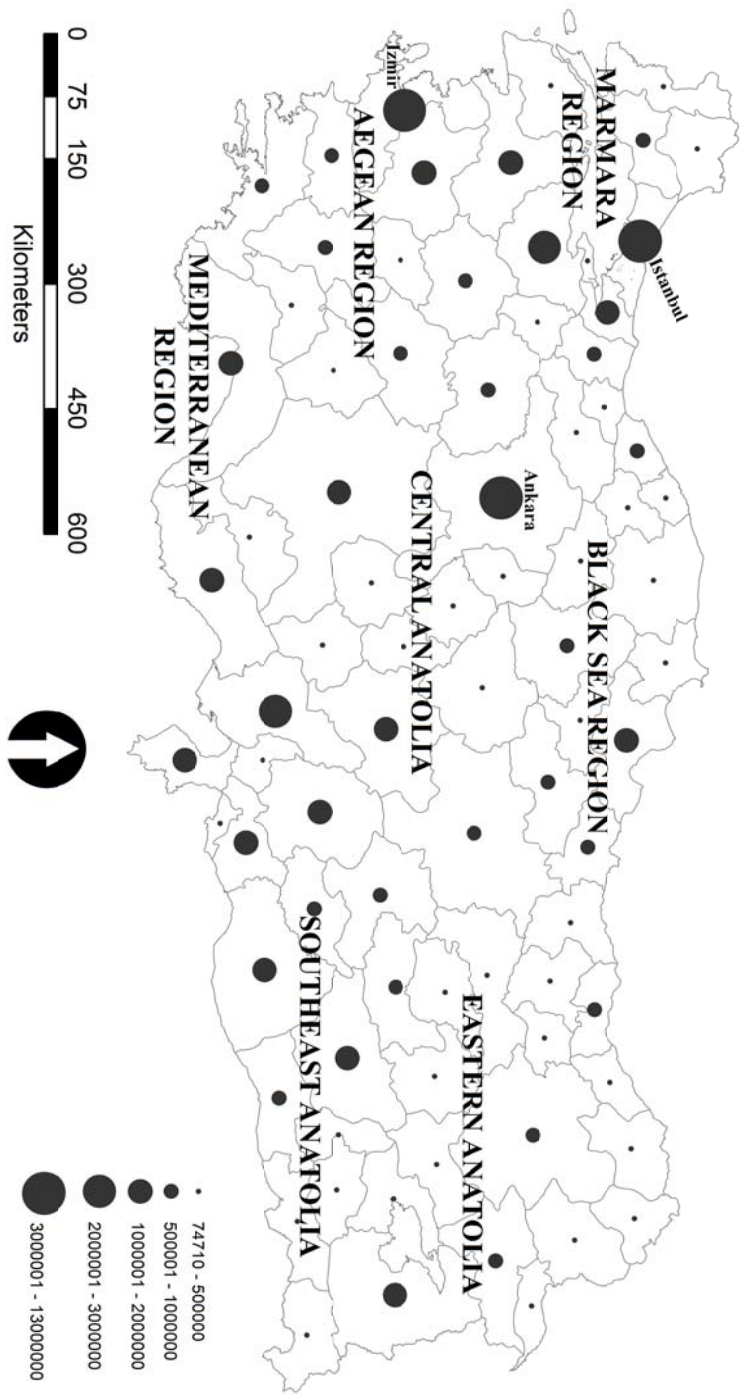 MARMARA
REGION
Istanbul
BLACK SEA REGION
Izmir
AEGEAN REGION
Ankara
CENTRAL ANATOLIA
EASTERN ANATOLIA
MEDITERRANEAN
REGION
SOUTHEAST ANATOLIA
0 75 150 300 450 600
Kilometers
74710 - 500000
500001 - 1000000
1000001 - 2000000
2000001 - 3000000
3000001 - 13000000